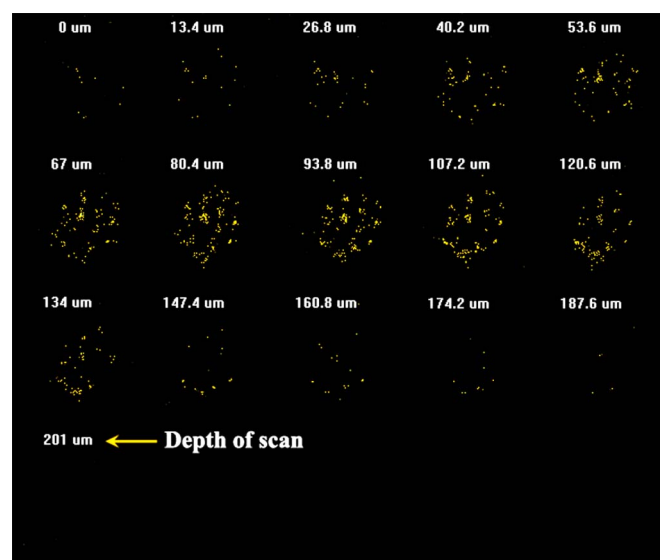 0 um 13.4 um 26.8 um 40.2 um 53.6 um
67 um 80.4 um 93.8 um 107.2 um 120.6 um
134 um 147.4 um 160.8 um 174.2 um 187.6 um
201 um Depth of scan